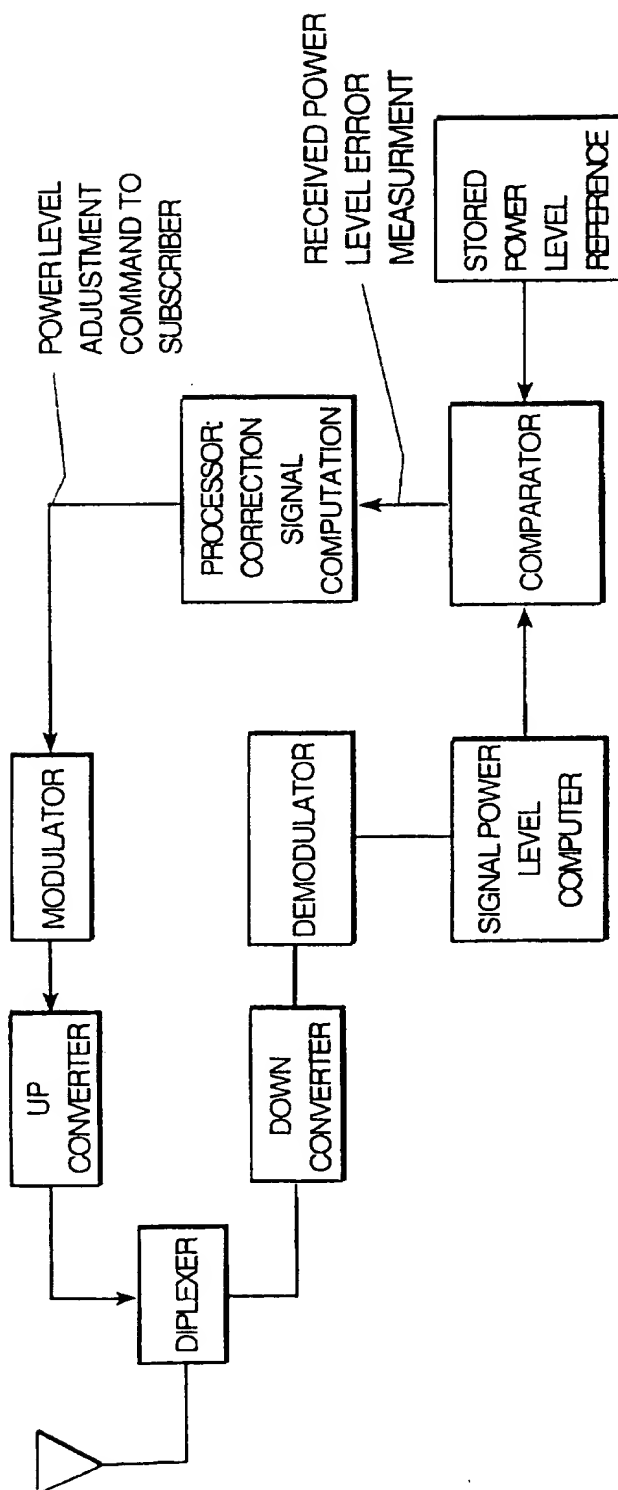 POWER LEVEL
ADJUSTMENT
COMMAND TO
SUBSCRIBER
UP
CONVERTER
MODULATOR
PROCESSOR:
CORRECTION
SIGNAL
COMPUTATION
RECEIVED POWER
LEVEL ERROR
MEASURMENT
DIPLEXER
DOWN
CONVERTER
DEMODULATOR
SIGNAL POWER
LEVEL
COMPUTER
COMPARATOR
STORED
POWER
LEVEL
REFERENCE